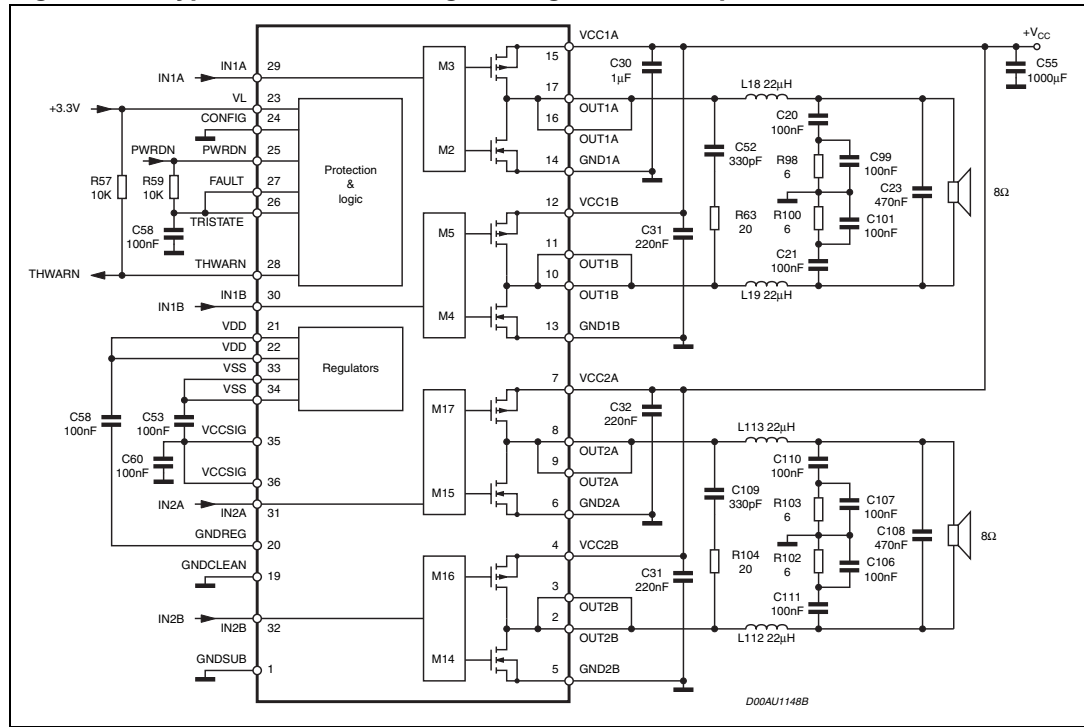 VCC1A
+VCC
15
IN1A
IN1A
29
M3
C30
1µF
C55
1000µF
17
OUT1A
L18 22µH
+3.3V
VL
23
16
OUT1A
C20
100nF
CONFIG
24
C52
330pF
PWRDN
PWRDN
25
M2
14
GND1A
R98
6
C99
100nF
Protection
&
logic
R57
10K
R59
10K
FAULT
27
C23
470nF
8Ω
26
TRISTATE
12
VCC1B
R63
20
R100
6
C101
100nF
C58
100nF
M5
11
OUT1B
C31
220nF
C21
100nF
THWARN
THWARN
28
10
OUT1B
L19 22µH
IN1B
IN1B
30
M4
13
GND1B
VDD
21
VDD
22
Regulators
VSS
33
VSS
34
7
VCC2A
C58
100nF
C53
100nF
M17
C32
220nF
L113 22µH
VCCSIG
35
8
OUT2A
C110
100nF
C60
100nF
9
OUT2A
VCCSIG
36
C109
330pF
C107
100nF
IN2A
IN2A
31
M15
6
GND2A
R103
6
C108
470nF
8Ω
GNDREG
20
4
VCC2B
R104
20
R102
6
C106
100nF
GNDCLEAN
19
M16
C31
220nF
3
OUT2B
C111
100nF
IN2B
IN2B
32
2
OUT2B
L112 22µH
GNDSUB
1
M14
5
GND2B
D00AU1148B